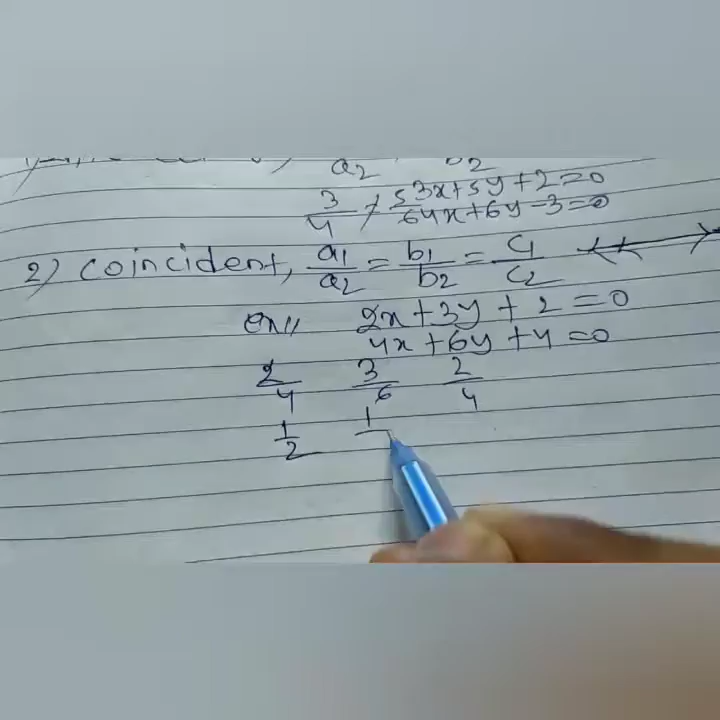 a2 b2
3/4 ≠ 5/6 3x+5y+2=0
4x+6y-3=0
2) Coincident, a1/a2 = b1/b2 = c1/c2
ex// 2x+3y+2=0
4x+6y+4=0
2/4 3/6 2/4
1/2 1